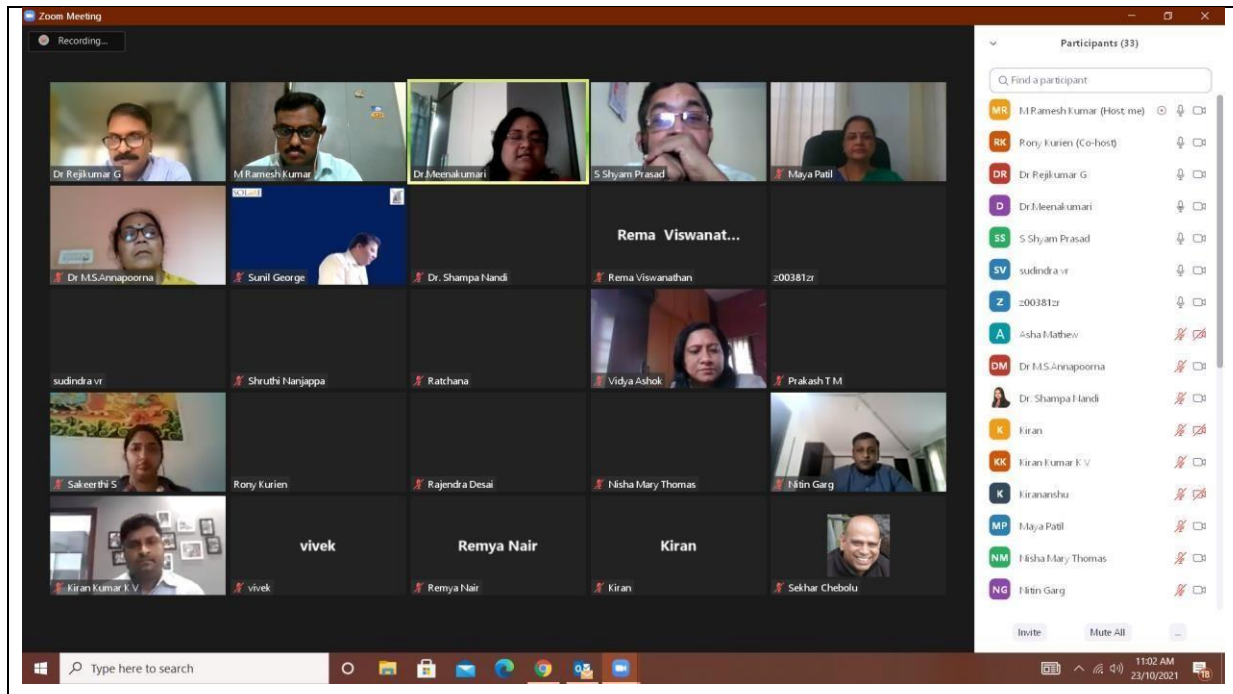 Zoom Meeting
Recording...
Participants (33)
Find a participant
Dr Rejikumar G
M Ramesh Kumar
Dr.Meenakumari
S Shyam Prasad
Maya Patil
Dr M.S.Annapoorna
Sunil George
Dr. Shampa Nandi
Rema Viswanat...
Rema Viswanathan
z00381zr
sudindra vr
Shruthi Nanjappa
Ratchana
Vidya Ashok
Prakash T M
Sakeerthi S
Rony Kurien
Rajendra Desai
Nisha Mary Thomas
Nitin Garg
Kiran Kumar K V
vivek
vivek
Remya Nair
Remya Nair
Kiran
Kiran
Sekhar Chebolu
MR M Ramesh Kumar (Host, me)
RK Rony Kurien (Co-host)
DR Dr Rejikumar G
D Dr.Meenakumari
SS S Shyam Prasad
SV sudindra vr
Z z00381zr
A Asha Mathew
DM Dr M.S.Annapoorna
Dr. Shampa Nandi
K Kiran
KK Kiran Kumar K V
K Kirananshu
MP Maya Patil
NM Nisha Mary Thomas
NG Nitin Garg
Invite Mute All ...
Type here to search
11:02 AM
23/10/2021
18